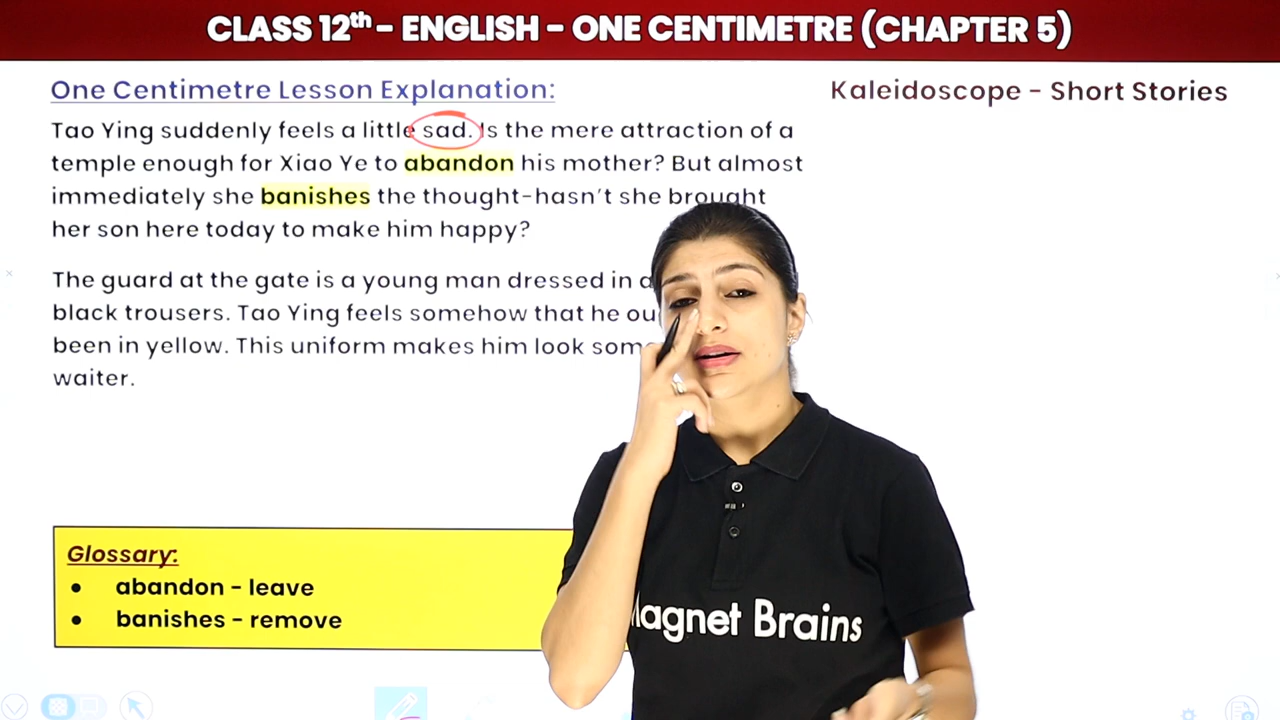 CLASS 12th - ENGLISH - ONE CENTIMETRE (CHAPTER 5)
One Centimetre Lesson Explanation:
Kaleidoscope - Short Stories
Tao Ying suddenly feels a little sad. Is the mere attraction of a
temple enough for Xiao Ye to abandon his mother? But almost
immediately she banishes the thought-hasn't she brought
her son here today to make him happy?
The guard at the gate is a young man dressed in a
black trousers. Tao Ying feels somehow that he
been in yellow. This uniform makes him look
waiter.
Glossary:
• abandon - leave
• banishes - remove
Magnet Brains